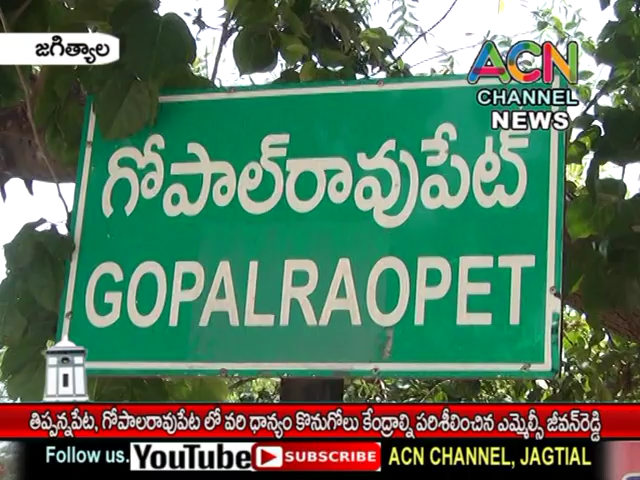 జగిత్యాల
ACN
CHANNEL
NEWS
గోపాల్‌రావుపేట్
GOPALRAOPET
తిప్పన్నపేట, గోపాలరావుపేట లో వరి ధాన్యం కొనుగోలు కేంద్రాల్ని పరిశీలించిన ఎమ్మెల్సీ జీవన్‌రెడ్డి
Follow us. YouTube SUBSCRIBE ACN CHANNEL, JAGTIAL